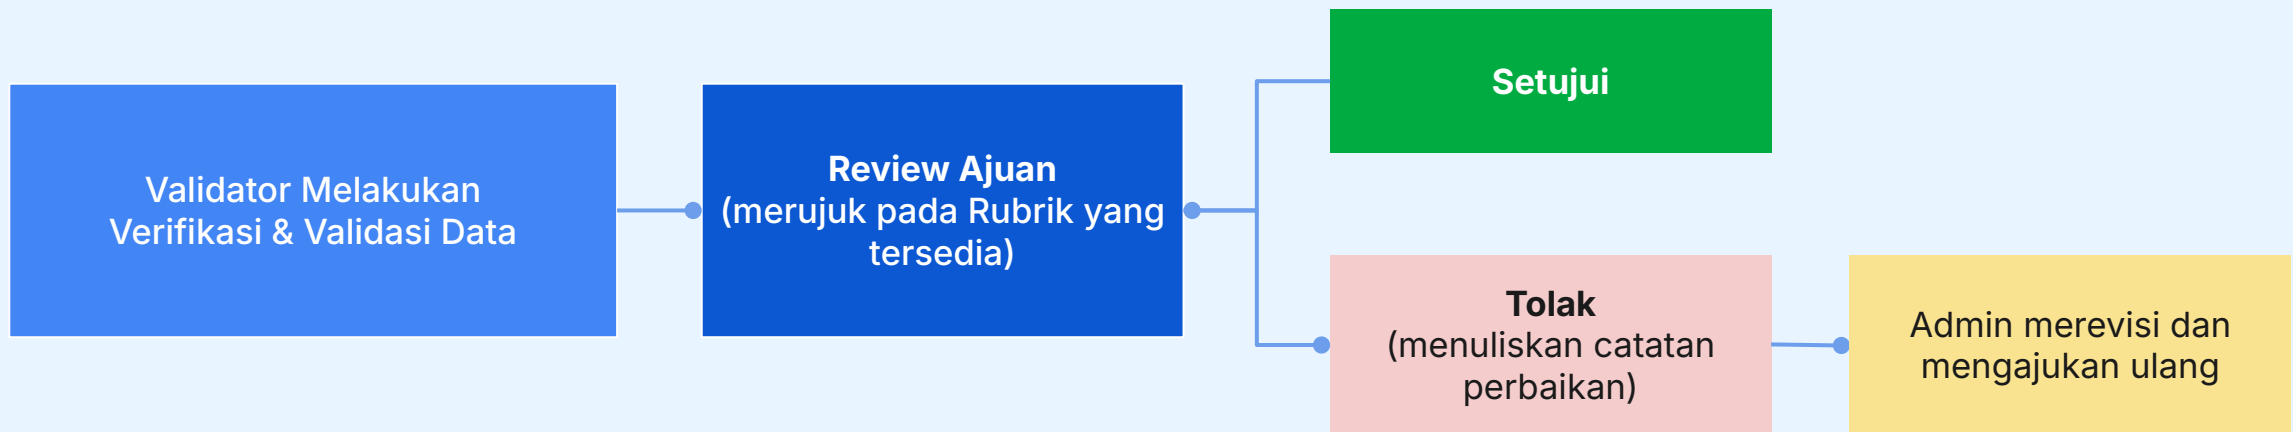 Validator Melakukan
Verifikasi & Validasi Data
Review Ajuan
(merujuk pada Rubrik yang
tersedia)
Setujui
Tolak
(menuliskan catatan
perbaikan)
Admin merevisi dan
mengajukan ulang